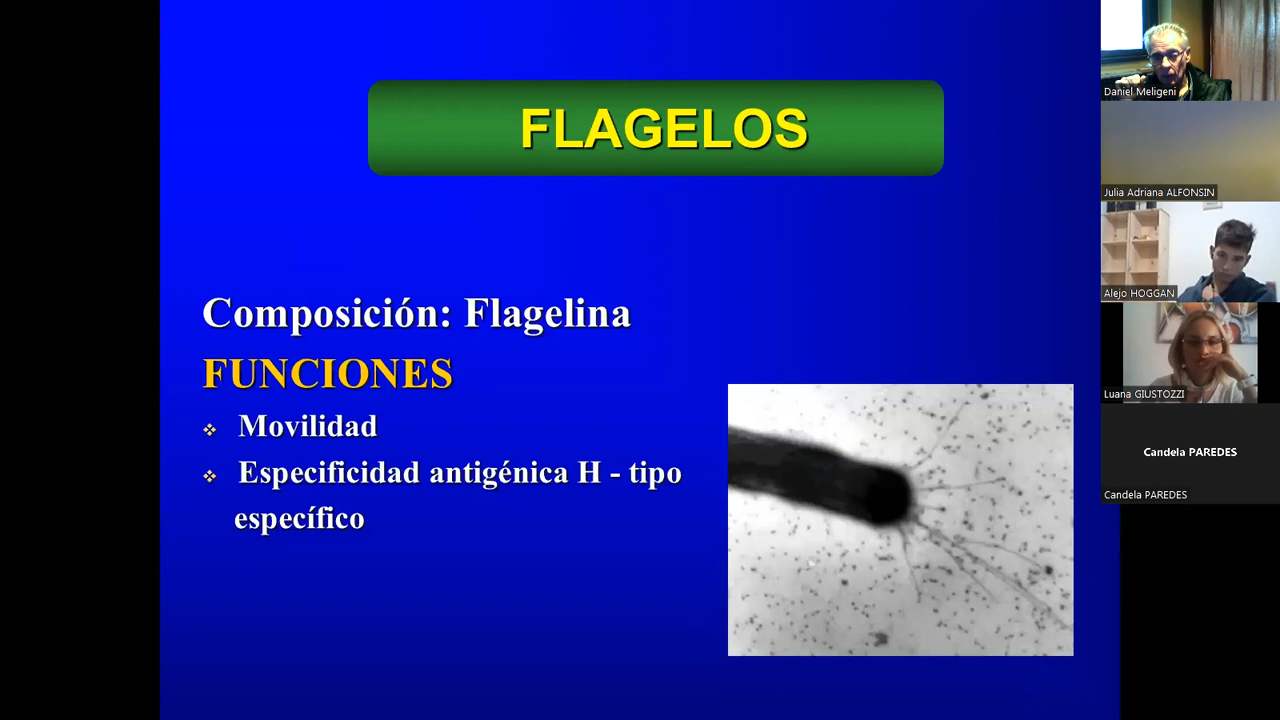 FLAGELOS
Composición: Flagelina
FUNCIONES
Movilidad
Especificidad antigénica H - tipo
específico
Daniel Meligeni
Julia Adriana ALFONSIN
Alejo HOGGAN
Luana GIUSTOZZI
Candela PAREDES
Candela PAREDES